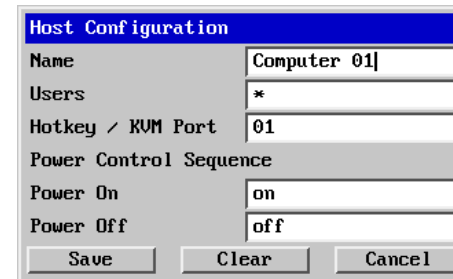 Host Configuration
Name Computer 01
Users *
Hotkey / KVM Port 01
Power Control Sequence
Power On on
Power Off off
Save Clear Cancel